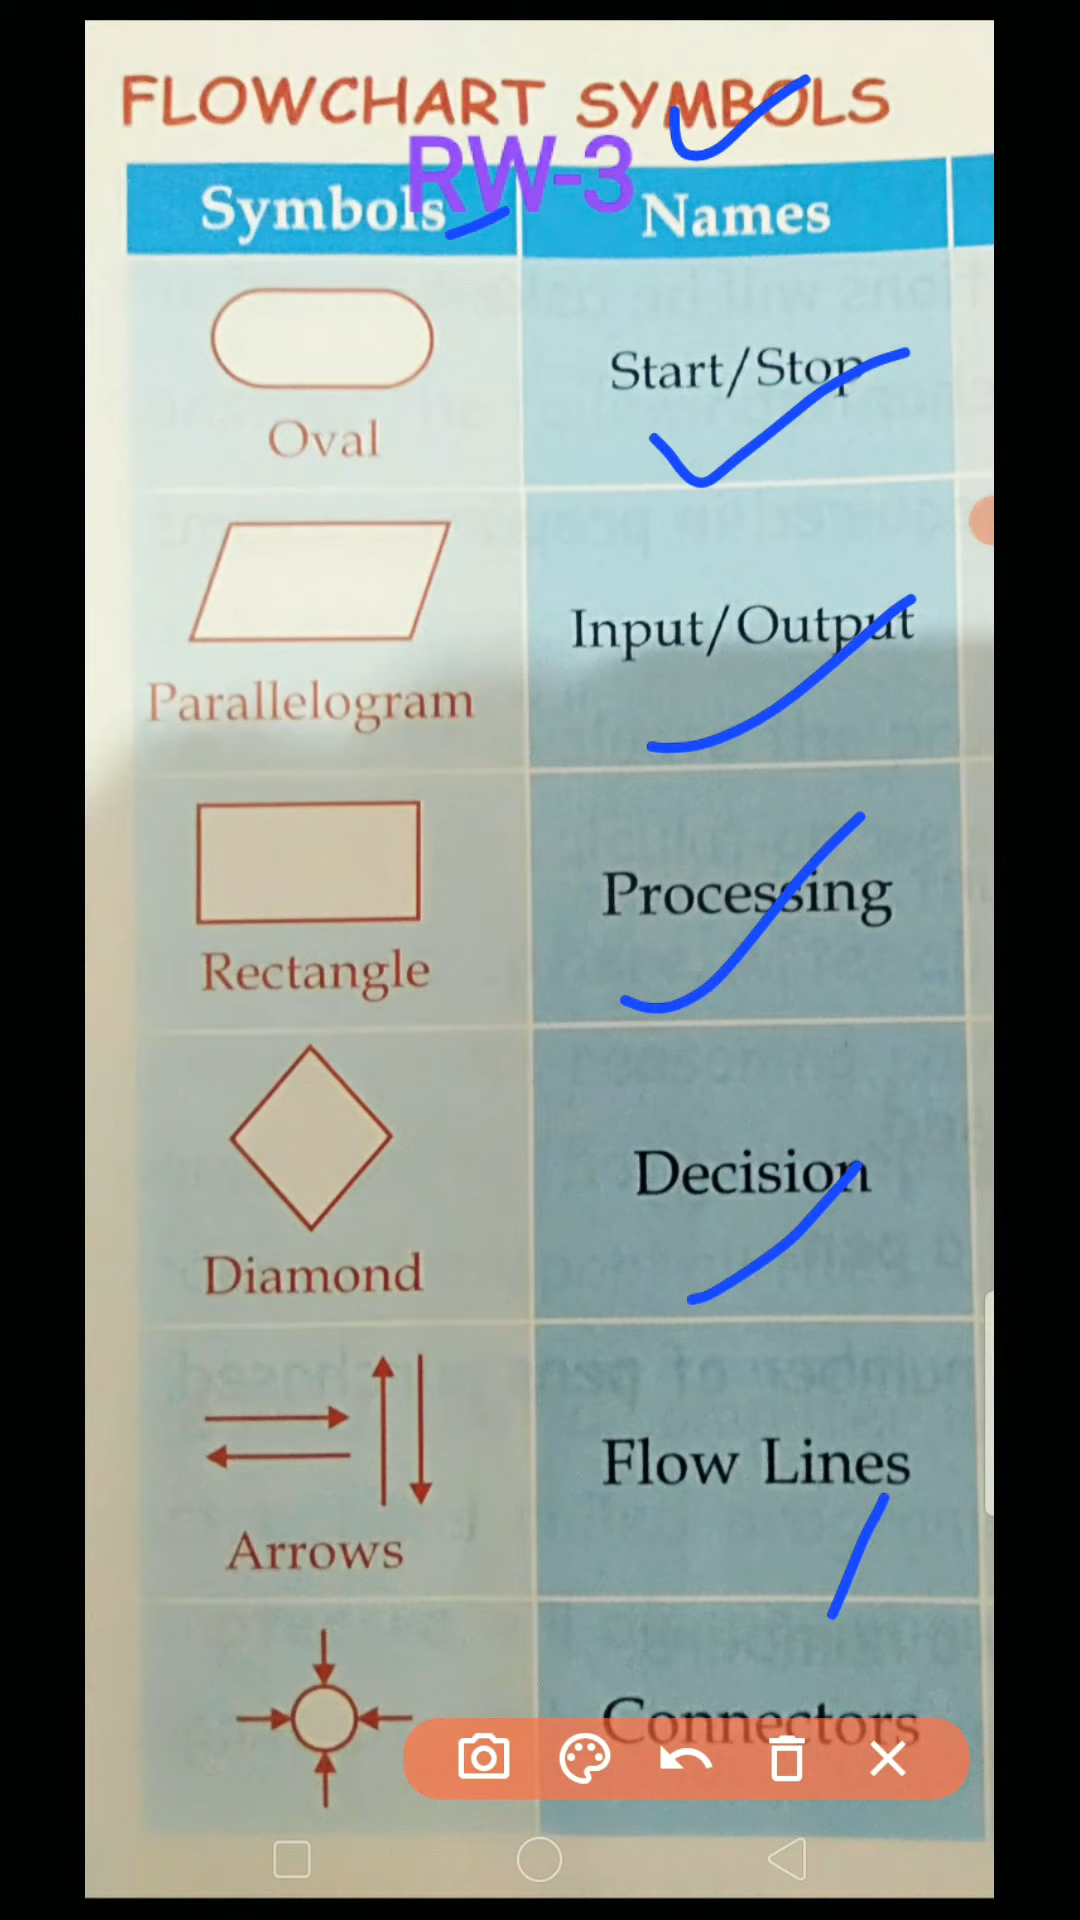 FLOWCHART SYMBOLS
RW-3
Symbols Names
Oval Start/Stop
Parallelogram Input/Output
Rectangle Processing
Diamond Decision
Arrows Flow Lines
Connectors